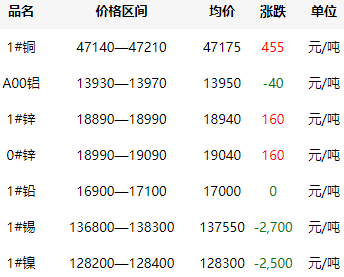 品名 价格区间 均价 涨跌 单位
1#铜 47140—47210 47175 455 元/吨
A00铝 13930—13970 13950 -40 元/吨
1#锌 18890—18990 18940 160 元/吨
0#锌 18990—19090 19040 160 元/吨
1#铅 16900—17100 17000 0 元/吨
1#锡 136800—138300 137550 -2,700 元/吨
1#镍 128200—128400 128300 -2,500 元/吨